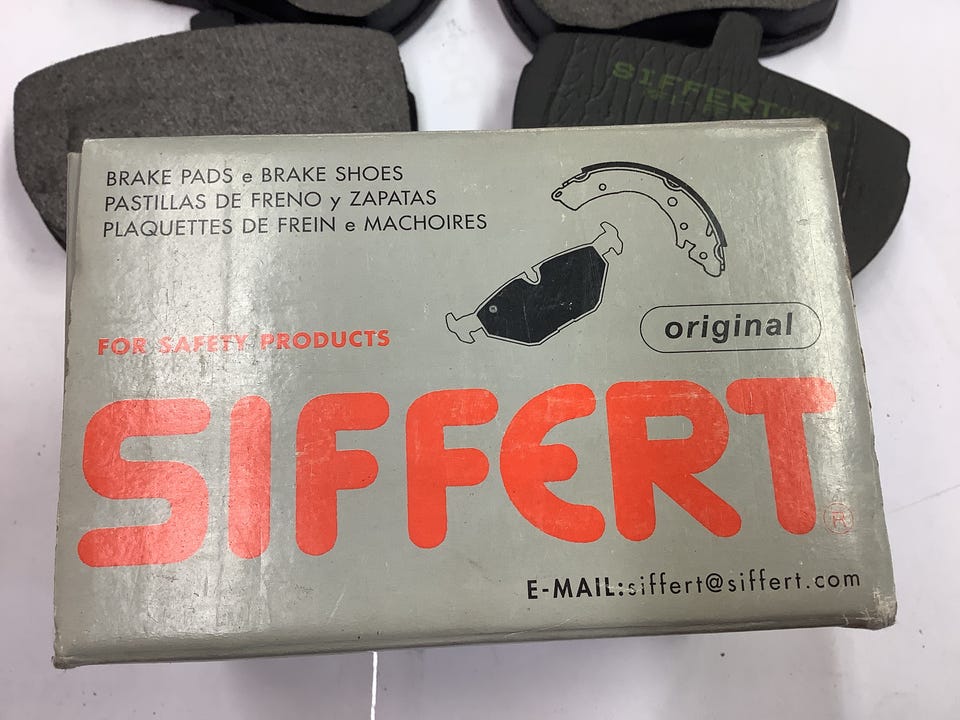 SIFFERT
BRAKE PADS e BRAKE SHOES
PASTILLAS DE FRENO y ZAPATAS
PLAQUETTES DE FREIN e MACHOIRES
original
FOR SAFETY PRODUCTS
SIFFERT ®
E-MAIL:siffert@siffert.com